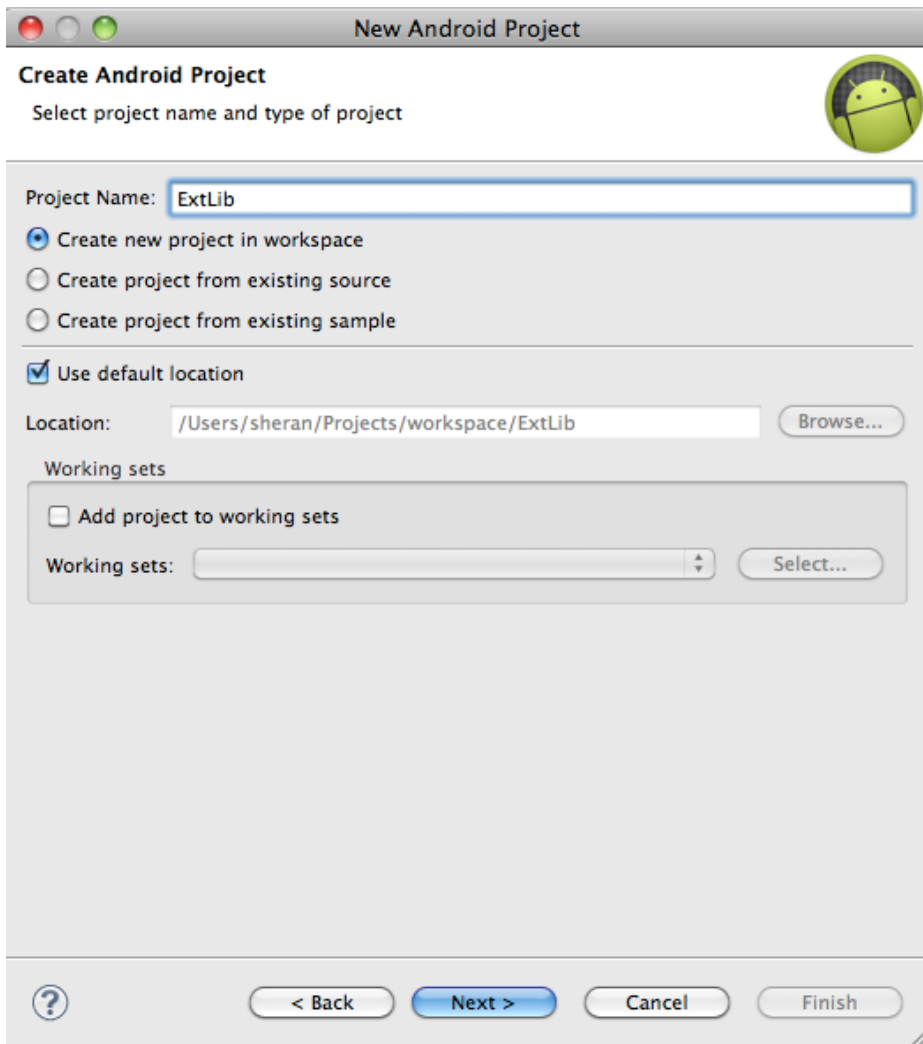 New Android Project
Create Android Project
Select project name and type of project
Project Name: ExtLib
Create new project in workspace
Create project from existing source
Create project from existing sample
Use default location
Location: /Users/sheran/Projects/workspace/ExtLib Browse...
Working sets
Add project to working sets
Working sets: Select...
? < Back Next > Cancel Finish